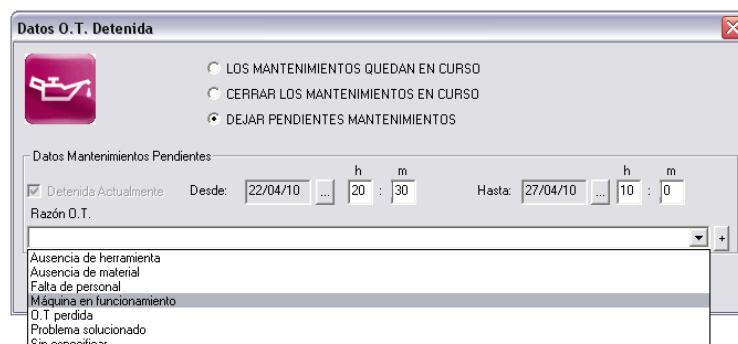 Datos O.T. Detenida
LOS MANTENIMIENTOS QUEDAN EN CURSO
CERRAR LOS MANTENIMIENTOS EN CURSO
DEJAR PENDIENTES MANTENIMIENTOS
Datos Mantenimientos Pendientes
h m h m
Detenida Actualmente Desde: 22/04/10 ... 20 : 30 Hasta: 27/04/10 ... 10 : 0
Razón O.T.
+
Ausencia de herramienta
Ausencia de material
Falta de personal
Máquina en funcionamiento
O.T perdida
Problema solucionado
Sin especificar